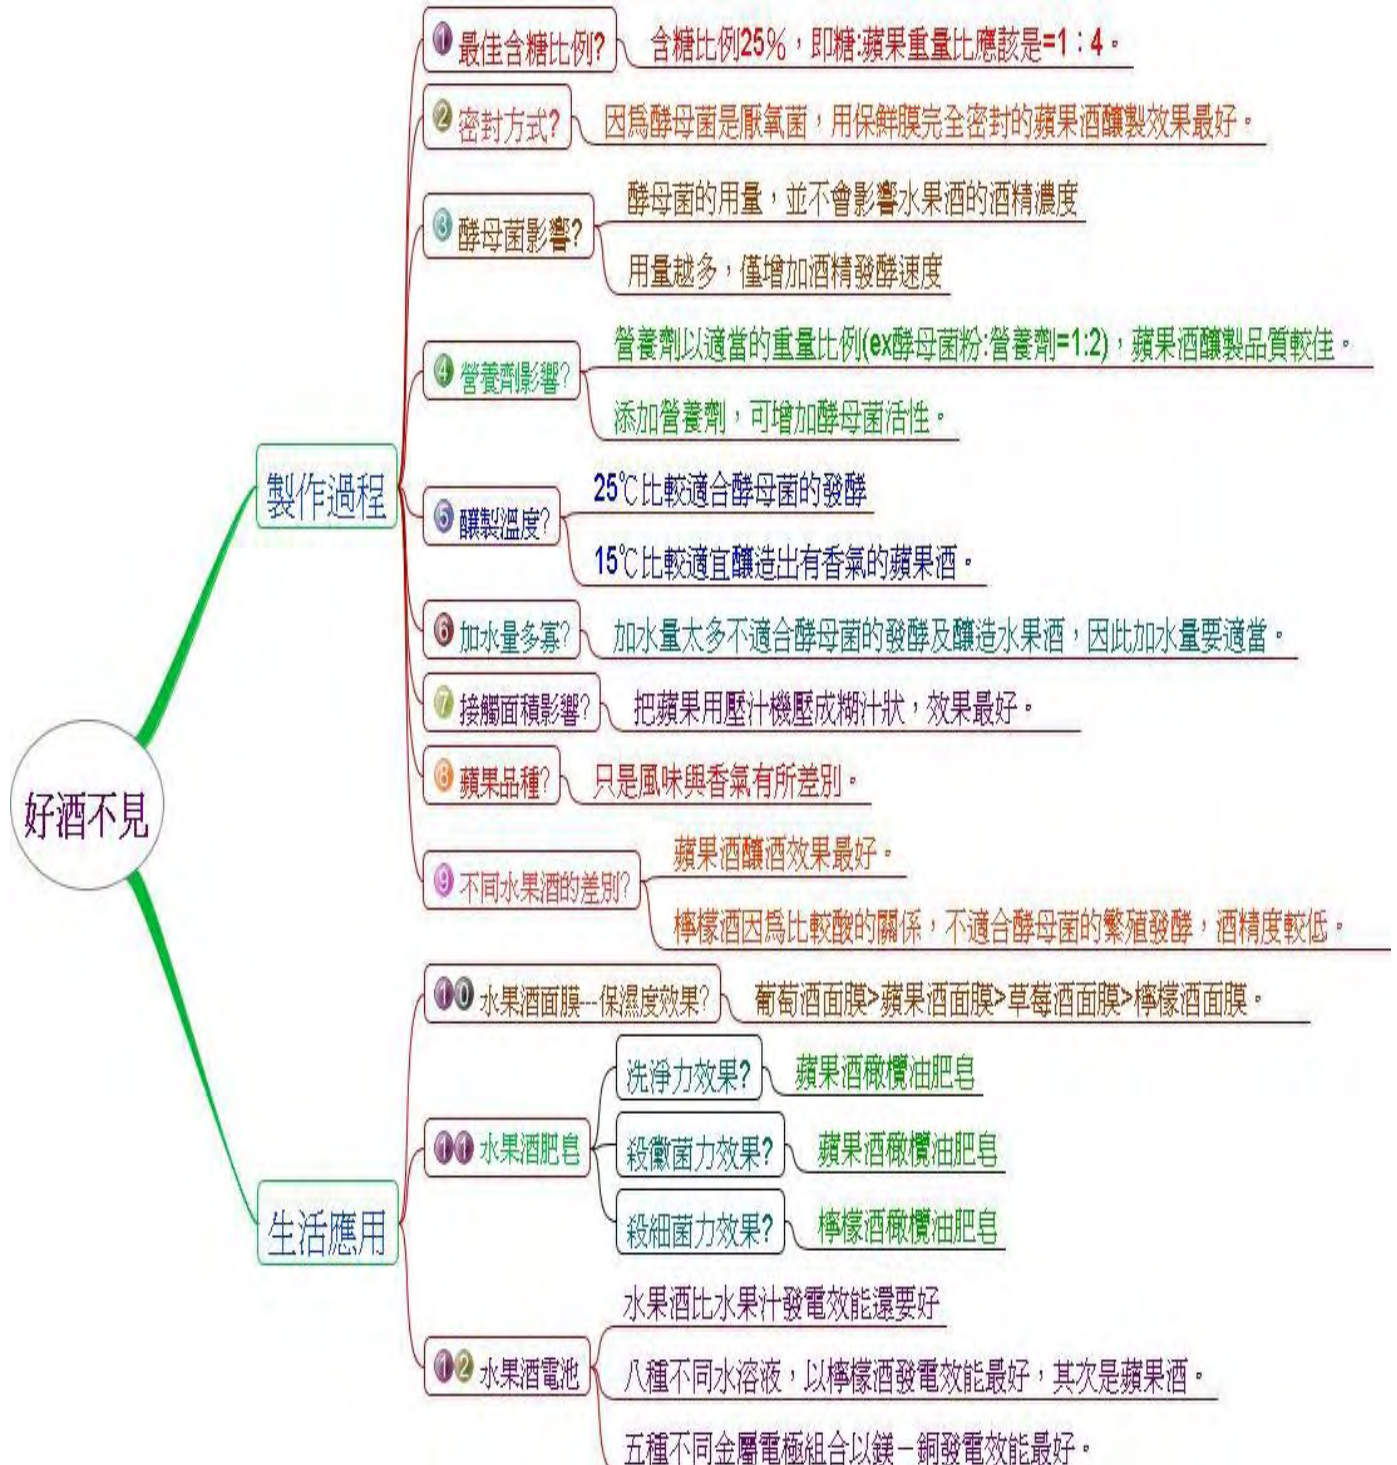 好酒不見
製作過程
① 最佳含糖比例?
含糖比例25%，即糖:蘋果重量比應該是=1：4。
② 密封方式?
因為酵母菌是厭氧菌，用保鮮膜完全密封的蘋果酒釀製效果最好。
③ 酵母菌影響?
酵母菌的用量，並不會影響水果酒的酒精濃度
用量越多，僅增加酒精發酵速度
④ 營養劑影響?
營養劑以適當的重量比例(ex酵母菌粉:營養劑=1:2)，蘋果酒釀製品質較佳。
添加營養劑，可增加酵母菌活性。
⑤ 釀製溫度?
25℃比較適合酵母菌的發酵
15℃比較適宜釀造出有香氣的蘋果酒。
⑥ 加水量多寡?
加水量太多不適合酵母菌的發酵及釀造水果酒，因此加水量要適當。
⑦ 接觸面積影響?
把蘋果用壓汁機壓成糊汁狀，效果最好。
⑧ 蘋果品種?
只是風味與香氣有所差別。
⑨ 不同水果酒的差別?
蘋果酒釀酒效果最好。
檸檬酒因為比較酸的關係，不適合酵母菌的繁殖發酵，酒精度較低。
生活應用
①⓪ 水果酒面膜---保濕度效果?
葡萄酒面膜>蘋果酒面膜>草莓酒面膜>檸檬酒面膜。
①① 水果酒肥皂
洗淨力效果?
蘋果酒橄欖油肥皂
殺黴菌力效果?
蘋果酒橄欖油肥皂
殺細菌力效果?
檸檬酒橄欖油肥皂
①② 水果酒電池
水果酒比水果汁發電效能還要好
八種不同水溶液，以檸檬酒發電效能最好，其次是蘋果酒。
五種不同金屬電極組合以鎂－銅發電效能最好。